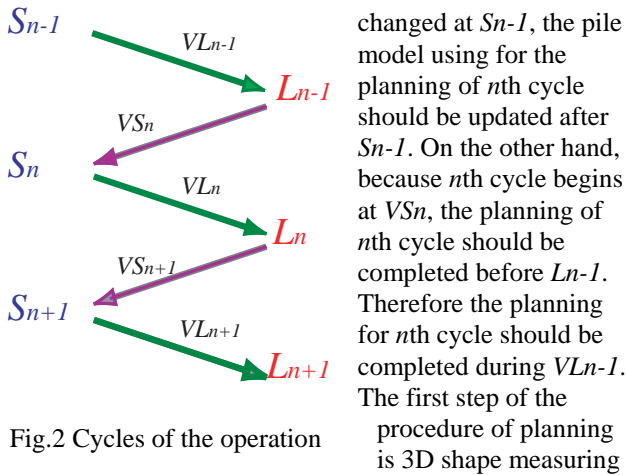 Sn-1
VLn-1
Ln-1
VSn
Sn
VLn
Ln
VSn+1
Sn+1
VLn+1
Ln+1
Fig.2 Cycles of the operation
changed at Sn-1, the pile
model using for the
planning of nth cycle
should be updated after
Sn-1. On the other hand,
because nth cycle begins
at VSn, the planning of
nth cycle should be
completed before Ln-1.
Therefore the planning
for nth cycle should be
completed during VLn-1.
The first step of the
procedure of planning
is 3D shape measuring